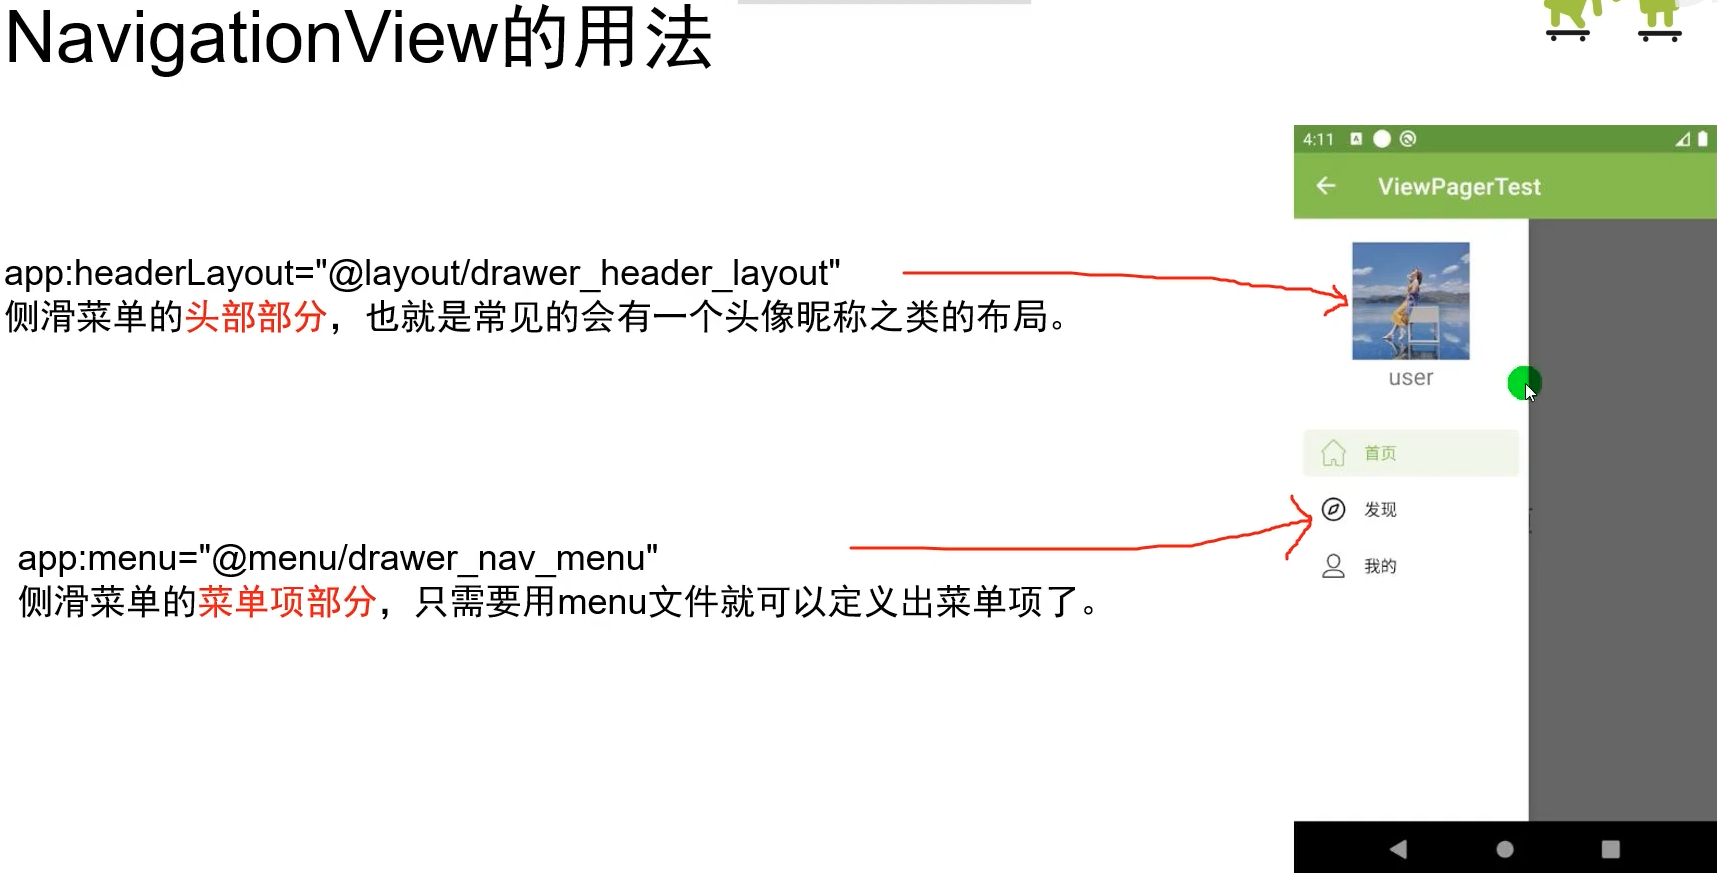 NavigationView的用法
app:headerLayout="@layout/drawer_header_layout"
侧滑菜单的头部部分，也就是常见的会有一个头像昵称之类的布局。
app:menu="@menu/drawer_nav_menu"
侧滑菜单的菜单项部分，只需要用menu文件就可以定义出菜单项了。
4:11
ViewPagerTest
user
首页
发现
我的